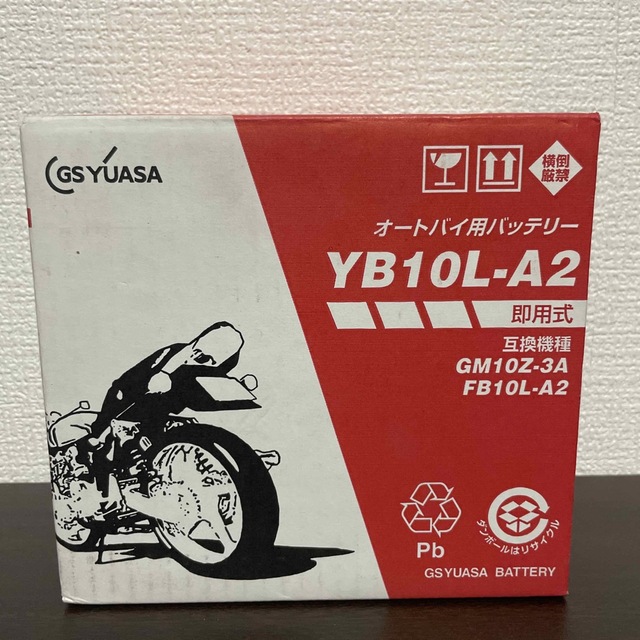 GS YUASA
横倒
厳禁
オートバイ用バッテリー
YB10L-A2
即用式
互換機種
GM10Z-3A
FB10L-A2
Pb
ダンボールはリサイクル
GSYUASA BATTERY